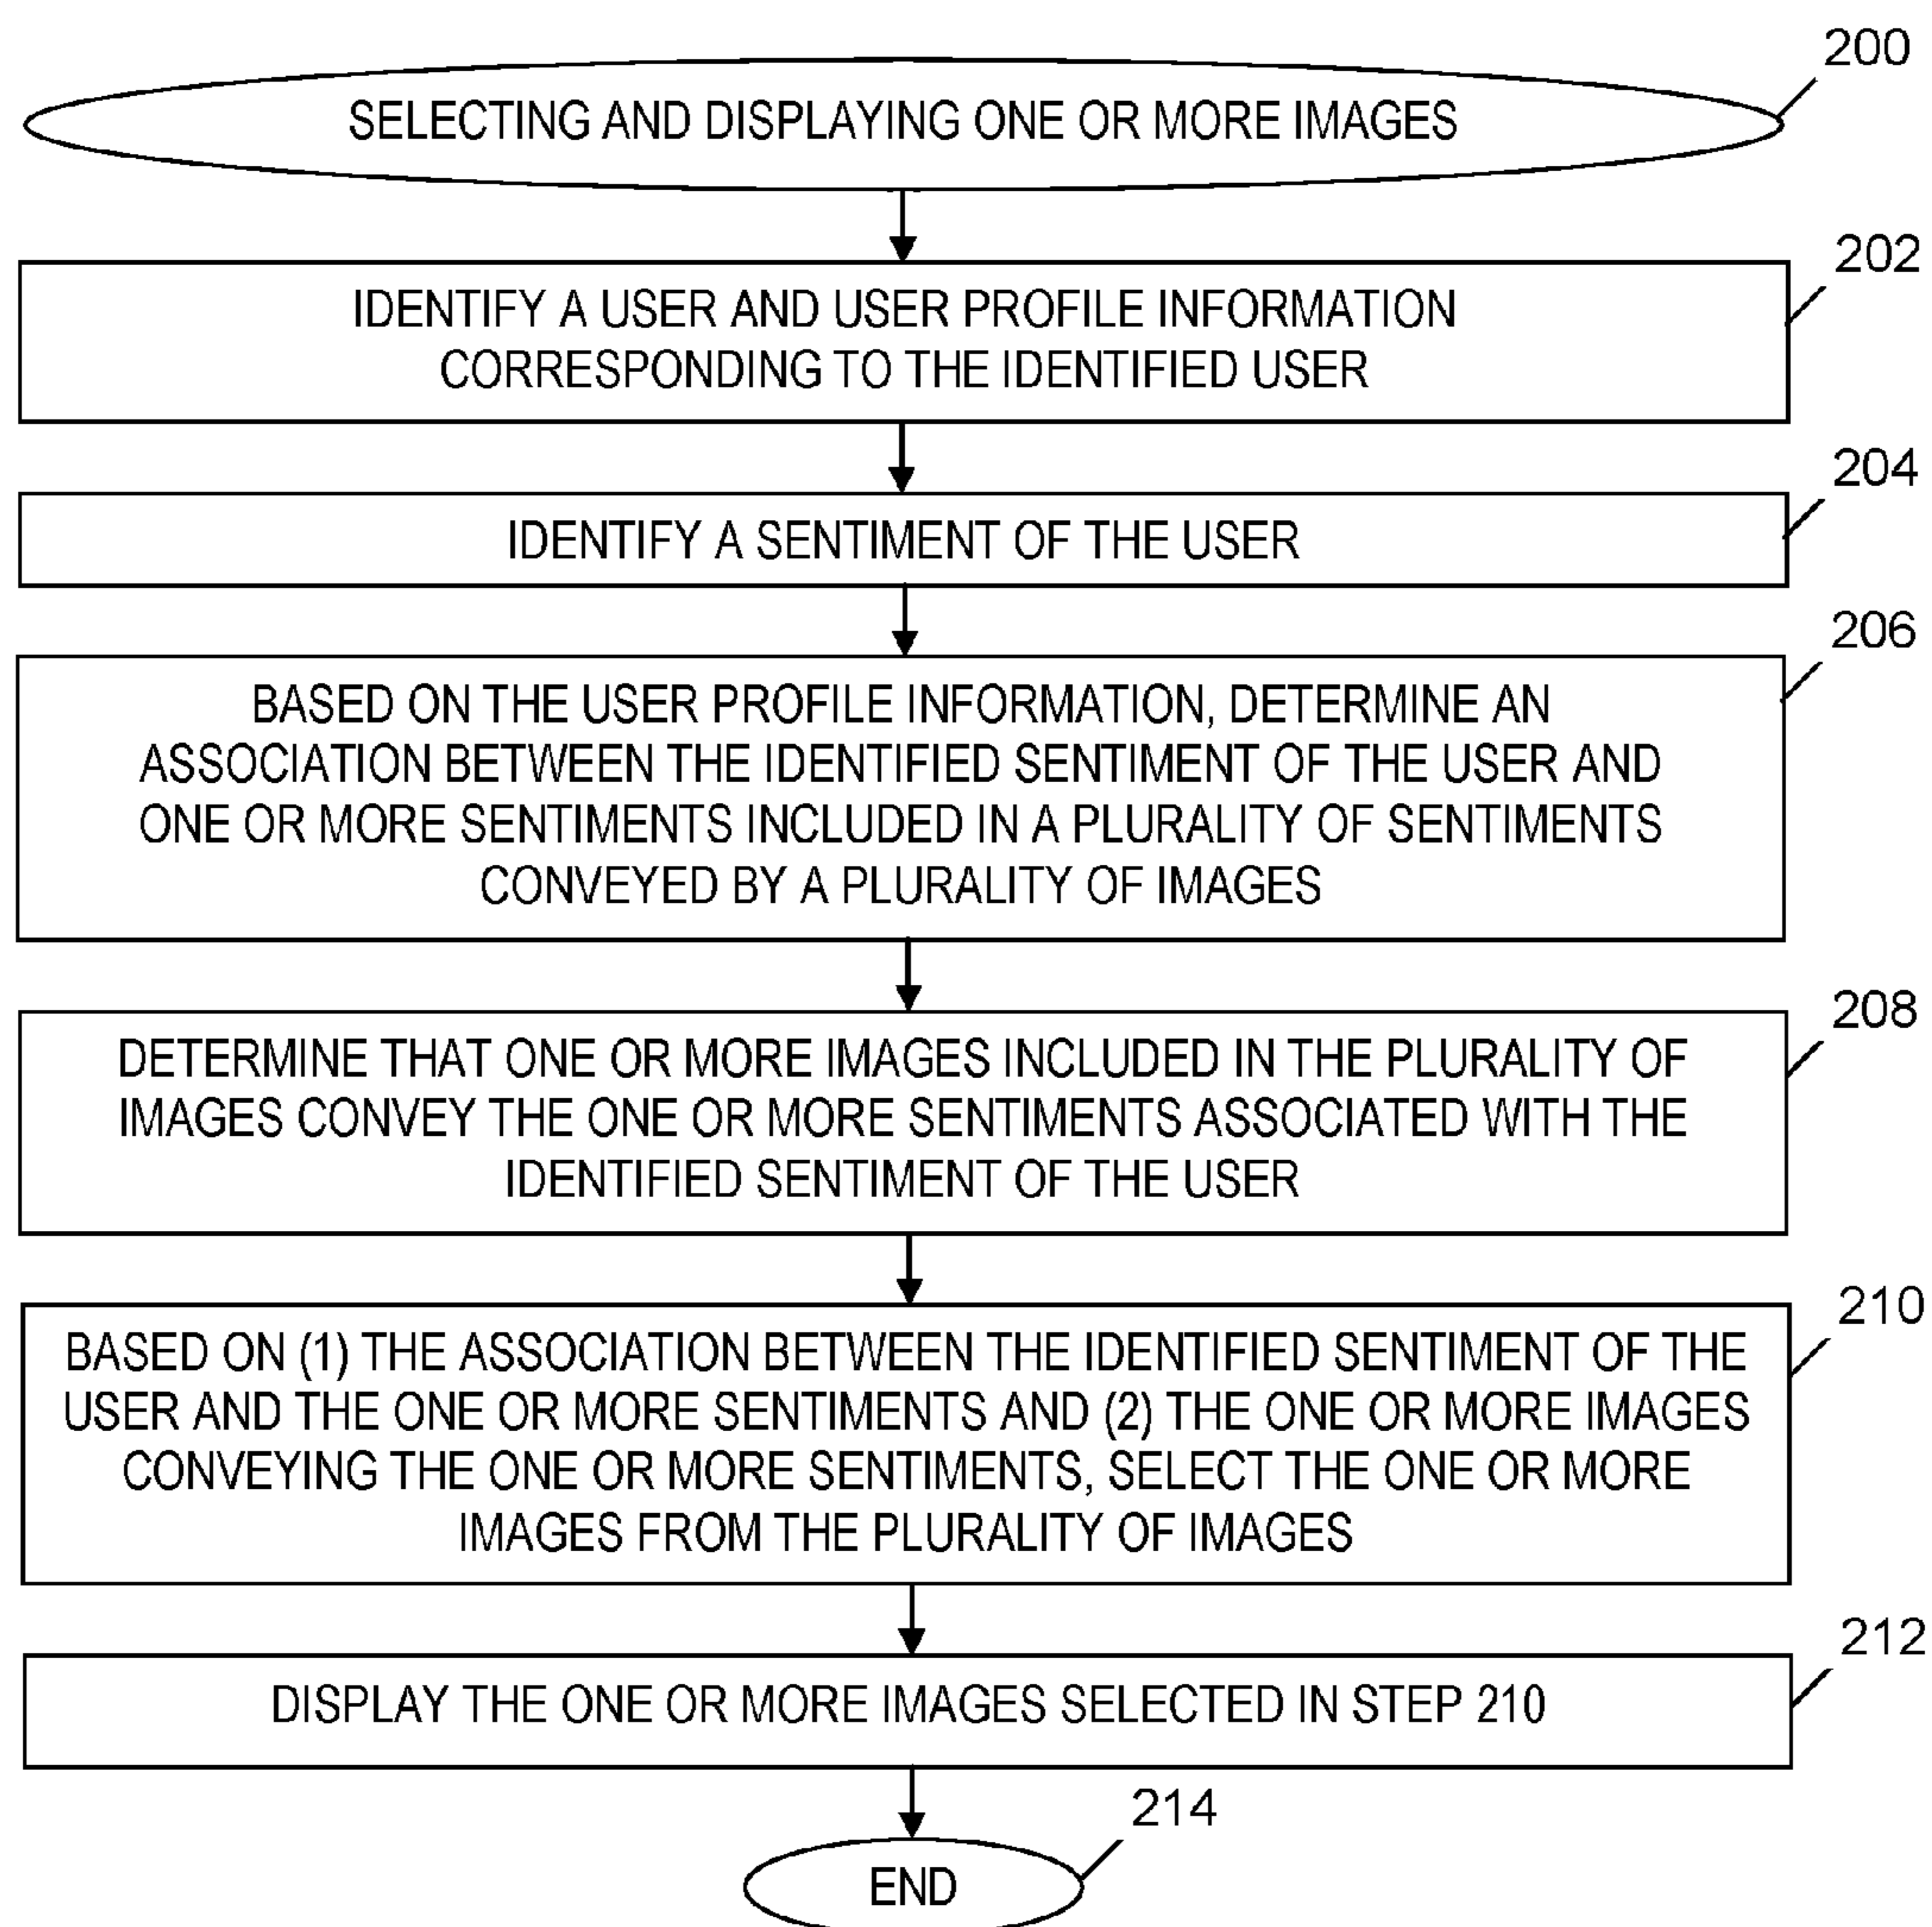 200
SELECTING AND DISPLAYING ONE OR MORE IMAGES
202
IDENTIFY A USER AND USER PROFILE INFORMATION
CORRESPONDING TO THE IDENTIFIED USER
204
IDENTIFY A SENTIMENT OF THE USER
206
BASED ON THE USER PROFILE INFORMATION, DETERMINE AN
ASSOCIATION BETWEEN THE IDENTIFIED SENTIMENT OF THE USER AND
ONE OR MORE SENTIMENTS INCLUDED IN A PLURALITY OF SENTIMENTS
CONVEYED BY A PLURALITY OF IMAGES
208
DETERMINE THAT ONE OR MORE IMAGES INCLUDED IN THE PLURALITY OF
IMAGES CONVEY THE ONE OR MORE SENTIMENTS ASSOCIATED WITH THE
IDENTIFIED SENTIMENT OF THE USER
210
BASED ON (1) THE ASSOCIATION BETWEEN THE IDENTIFIED SENTIMENT OF THE
USER AND THE ONE OR MORE SENTIMENTS AND (2) THE ONE OR MORE IMAGES
CONVEYING THE ONE OR MORE SENTIMENTS, SELECT THE ONE OR MORE
IMAGES FROM THE PLURALITY OF IMAGES
212
DISPLAY THE ONE OR MORE IMAGES SELECTED IN STEP 210
214
END